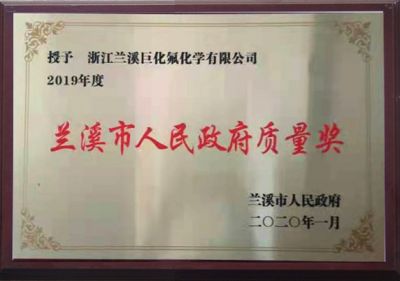 授予 浙江兰溪巨化氟化学有限公司
2019年度
兰溪市人民政府质量奖
兰溪市人民政府
二〇二〇年一月